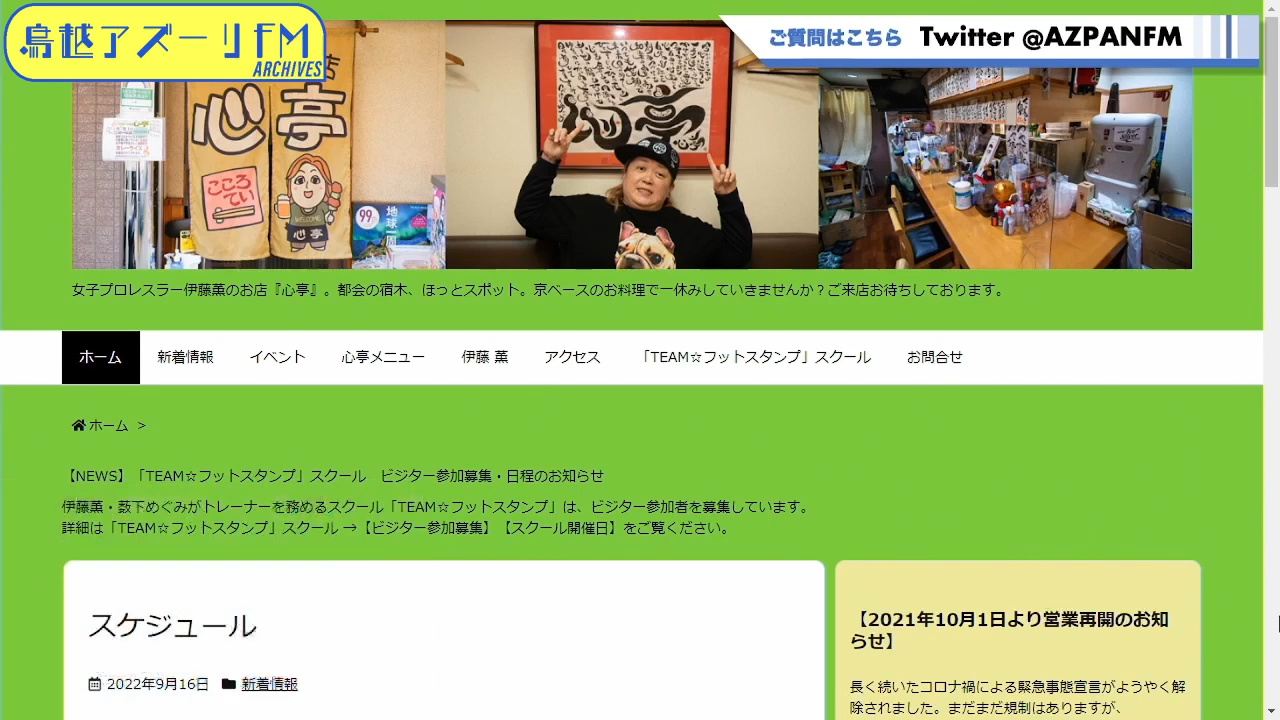 鳥越アズーリFM
ARCHIVES
ご質問はこちら Twitter @AZPANFM
心亭
こころてい
WELCOME
心亭
99
地球一周
女子プロレスラー伊藤薫のお店『心亭』。都会の宿木、ほっとスポット。京ベースのお料理で一休みしていきませんか？ご来店お待ちしております。
ホーム 新着情報 イベント 心亭メニュー 伊藤 薫 アクセス 「TEAM☆フットスタンプ」スクール お問合せ
ホーム >
【NEWS】「TEAM☆フットスタンプ」スクール ビジター参加募集・日程のお知らせ
伊藤薫・薮下めぐみがトレーナーを務めるスクール「TEAM☆フットスタンプ」は、ビジター参加者を募集しています。
詳細は「TEAM☆フットスタンプ」スクール →【ビジター参加募集】【スクール開催日】をご覧ください。
スケジュール
2022年9月16日 新着情報
【2021年10月1日より営業再開のお知
らせ】
長く続いたコロナ禍による緊急事態宣言がようやく解
除されました。まだまだ規制はありますが、